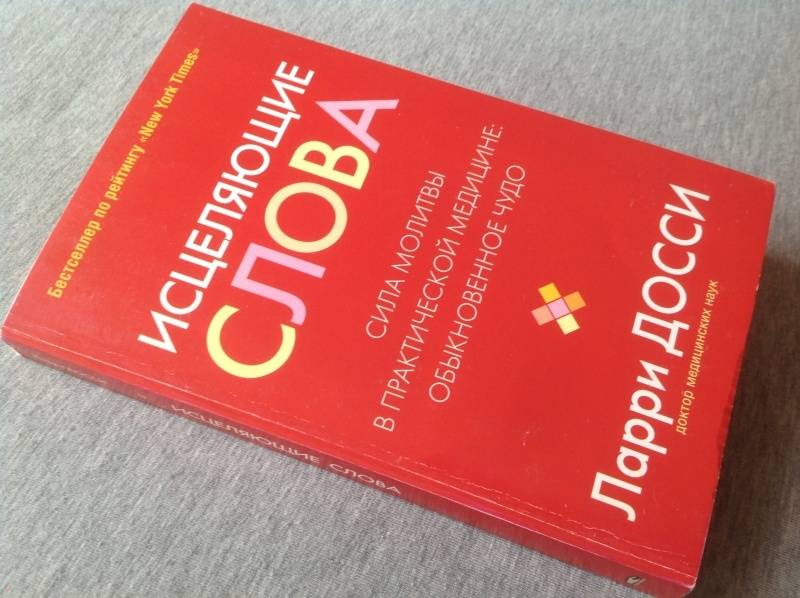 Бестселлер по рейтингу «New York Times»
ИСЦЕЛЯЮЩИЕ
СЛОВА
СИЛА МОЛИТВЫ
В ПРАКТИЧЕСКОЙ МЕДИЦИНЕ:
ОБЫКНОВЕННОЕ ЧУДО
Ларри ДОССИ
доктор медицинских наук
ИСЦЕЛЯЮЩИЕ СЛОВА